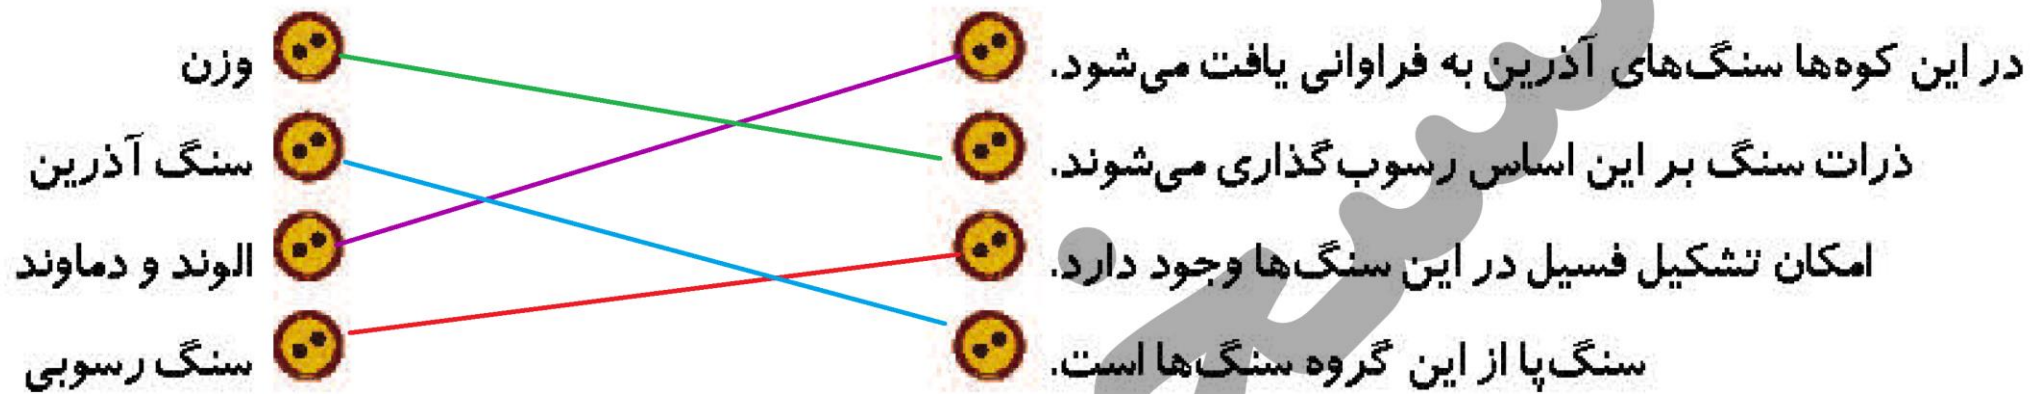 در این کوه‌ها سنگ‌های آذرین به فراوانی یافت می‌شود.
وزن
ذرات سنگ بر این اساس رسوب‌گذاری می‌شوند.
سنگ آذرین
امکان تشکیل فسیل در این سنگ‌ها وجود دارد.
الوند و دماوند
سنگ‌پا از این گروه سنگ‌ها است.
سنگ رسوبی